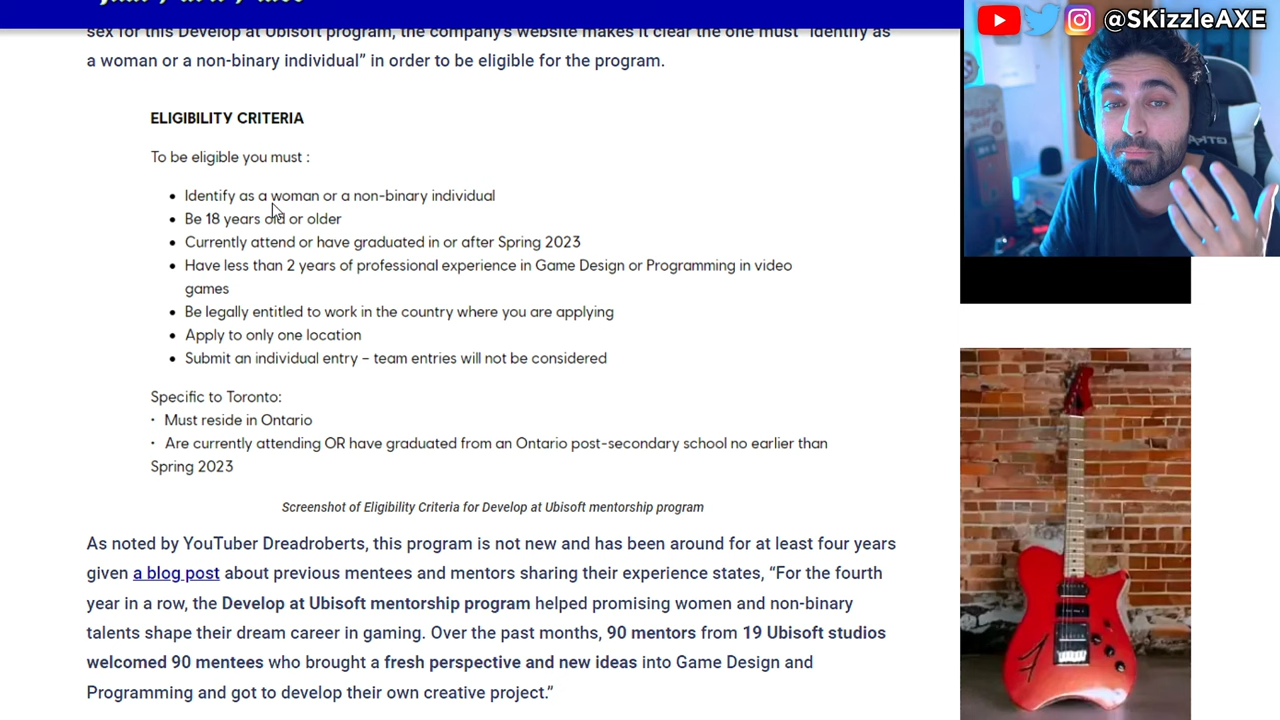 @SKizzleAXE
sex for this Develop at Ubisoft program, the company's website makes it clear the one must "identify as
a woman or a non-binary individual" in order to be eligible for the program.
ELIGIBILITY CRITERIA
To be eligible you must :
• Identify as a woman or a non-binary individual
• Be 18 years old or older
• Currently attend or have graduated in or after Spring 2023
• Have less than 2 years of professional experience in Game Design or Programming in video
games
• Be legally entitled to work in the country where you are applying
• Apply to only one location
• Submit an individual entry – team entries will not be considered
Specific to Toronto:
· Must reside in Ontario
· Are currently attending OR have graduated from an Ontario post-secondary school no earlier than
Spring 2023
Screenshot of Eligibility Criteria for Develop at Ubisoft mentorship program
As noted by YouTuber Dreadroberts, this program is not new and has been around for at least four years
given a blog post about previous mentees and mentors sharing their experience states, “For the fourth
year in a row, the Develop at Ubisoft mentorship program helped promising women and non-binary
talents shape their dream career in gaming. Over the past months, 90 mentors from 19 Ubisoft studios
welcomed 90 mentees who brought a fresh perspective and new ideas into Game Design and
Programming and got to develop their own creative project.”